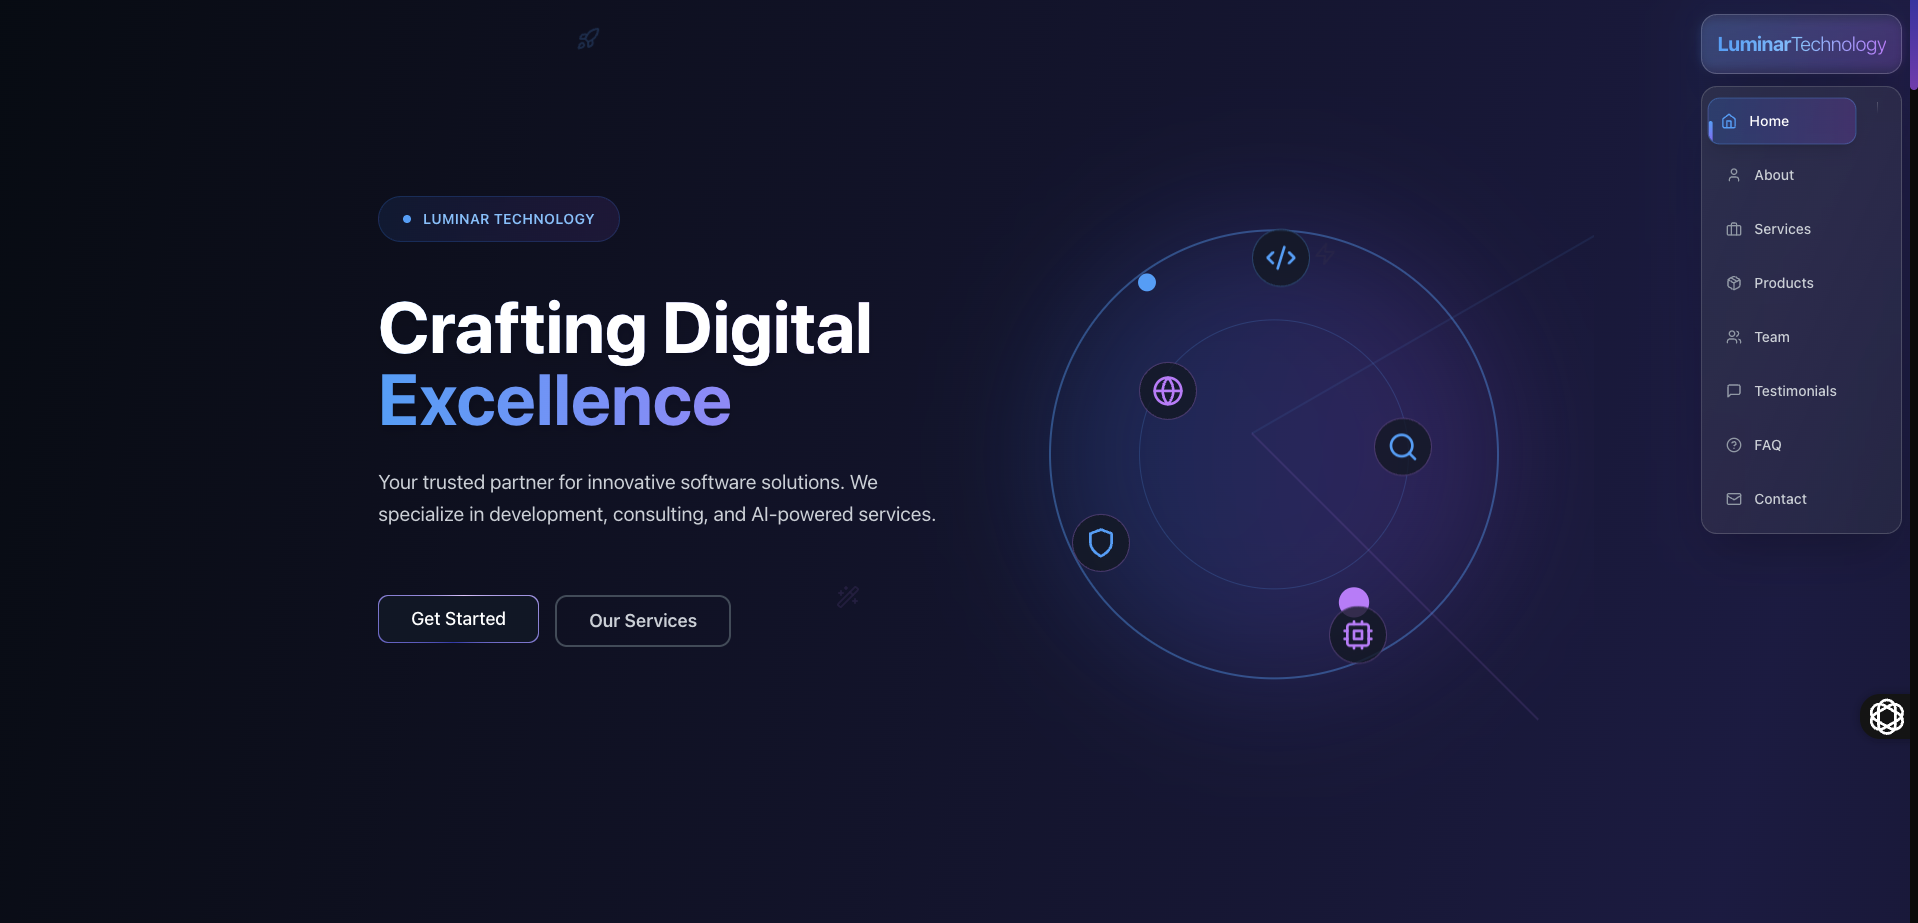 LuminarTechnology
Home
About
Services
Products
Team
Testimonials
FAQ
Contact
LUMINAR TECHNOLOGY
Crafting Digital
Excellence
Your trusted partner for innovative software solutions. We
specialize in development, consulting, and AI-powered services.
Get Started
Our Services